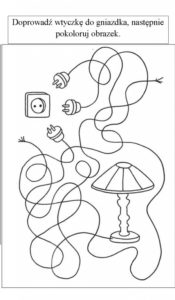 Doprowadź wtyczkę do gniazdka, następnie
pokoloruj obrazek.